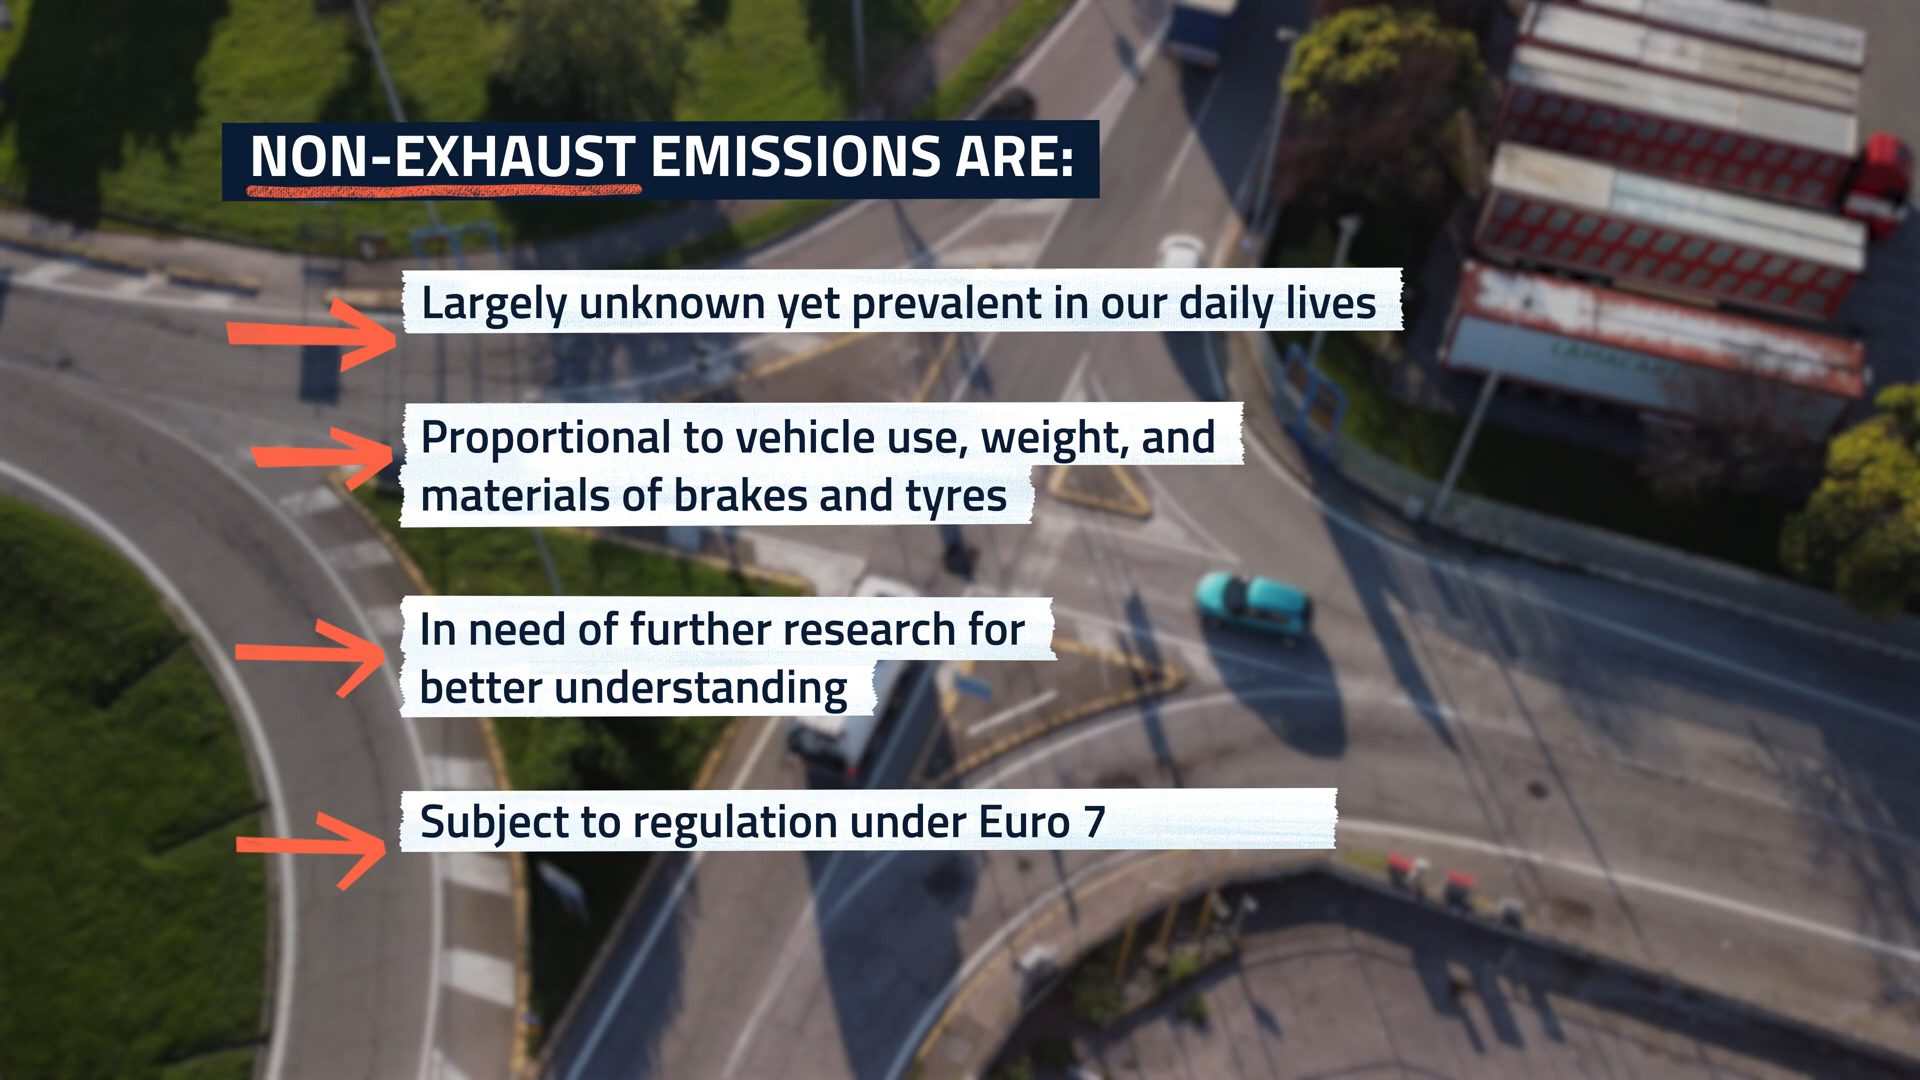 NON-EXHAUST EMISSIONS ARE:
Largely unknown yet prevalent in our daily lives
Proportional to vehicle use, weight, and
materials of brakes and tyres
In need of further research for
better understanding
Subject to regulation under Euro 7